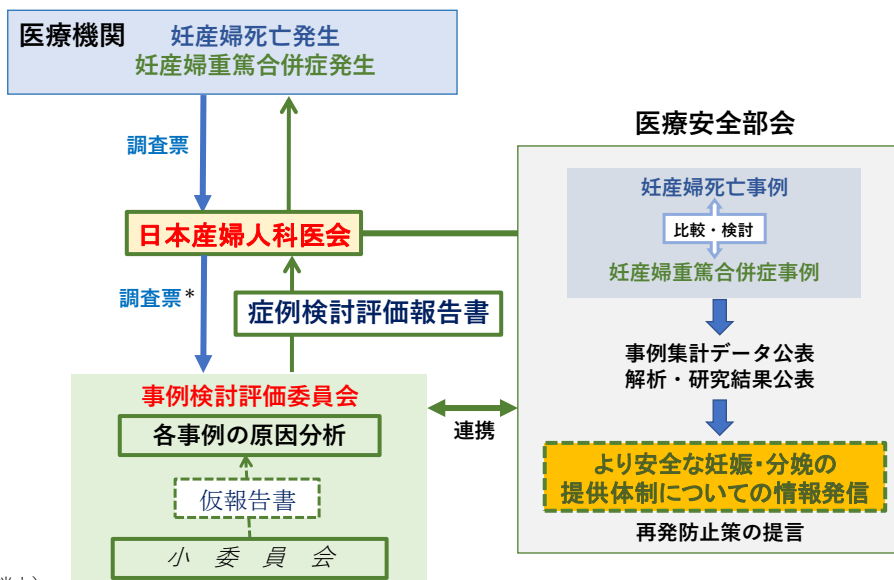 医療機関 妊産婦死亡発生
妊産婦重篤合併症発生
調査票
日本産婦人科医会
調査票*
症例検討評価報告書
事例検討評価委員会
各事例の原因分析
仮報告書
小 委 員 会
連携
医療安全部会
妊産婦死亡事例
比較・検討
妊産婦重篤合併症事例
事例集計データ公表
解析・研究結果公表
より安全な妊娠・分娩の
提供体制についての情報発信
再発防止策の提言